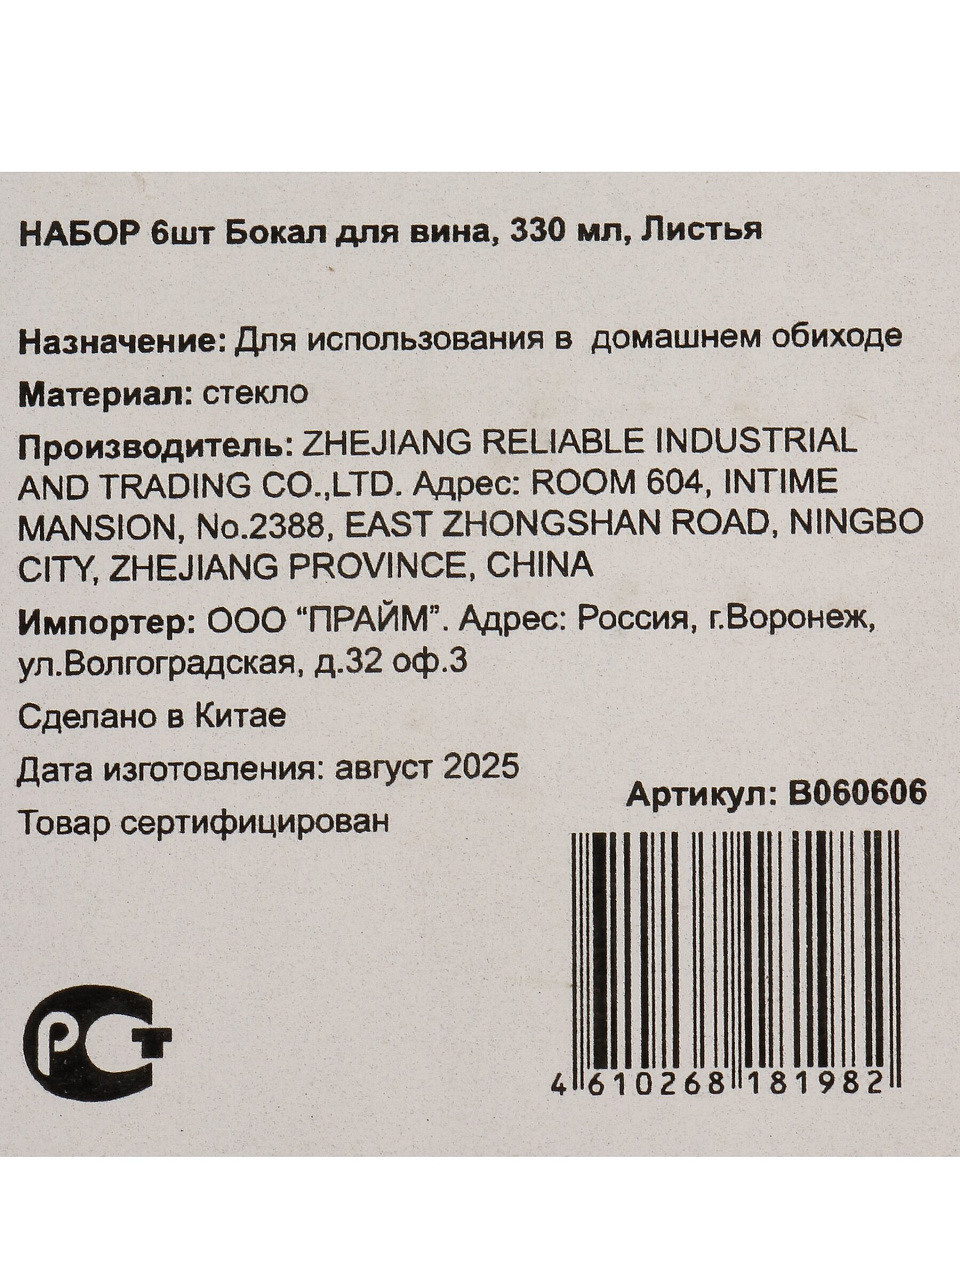 НАБОР 6шт Бокал для вина, 330 мл, Листья
Назначение: Для использования в домашнем обиходе
Материал: стекло
Производитель: ZHEJIANG RELIABLE INDUSTRIAL
AND TRADING CO.,LTD. Адрес: ROOM 604, INTIME
MANSION, No.2388, EAST ZHONGSHAN ROAD, NINGBO
CITY, ZHEJIANG PROVINCE, CHINA
Импортер: ООО “ПРАЙМ”. Адрес: Россия, г.Воронеж,
ул.Волгоградская, д.32 оф.3
Сделано в Китае
Дата изготовления: август 2025
Товар сертифицирован
Артикул: B060606
4 610268 181982
РСТ